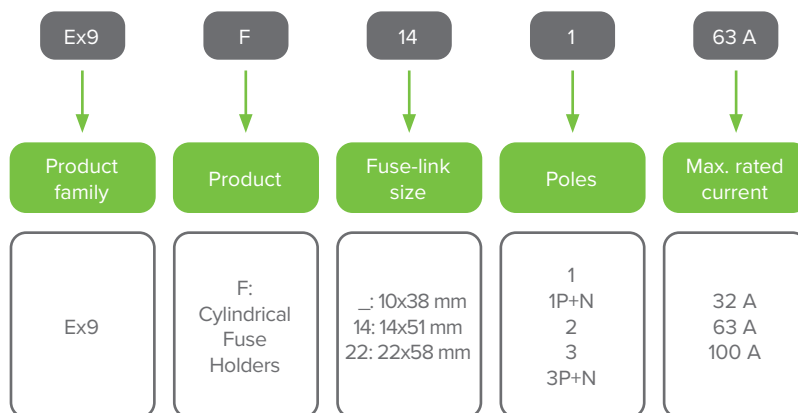 Ex9 F 14 1 63 A
Product family
Product
Fuse-link size
Poles
Max. rated current
Ex9
F:
Cylindrical
Fuse
Holders
_: 10x38 mm
14: 14x51 mm
22: 22x58 mm
1
1P+N
2
3
3P+N
32 A
63 A
100 A